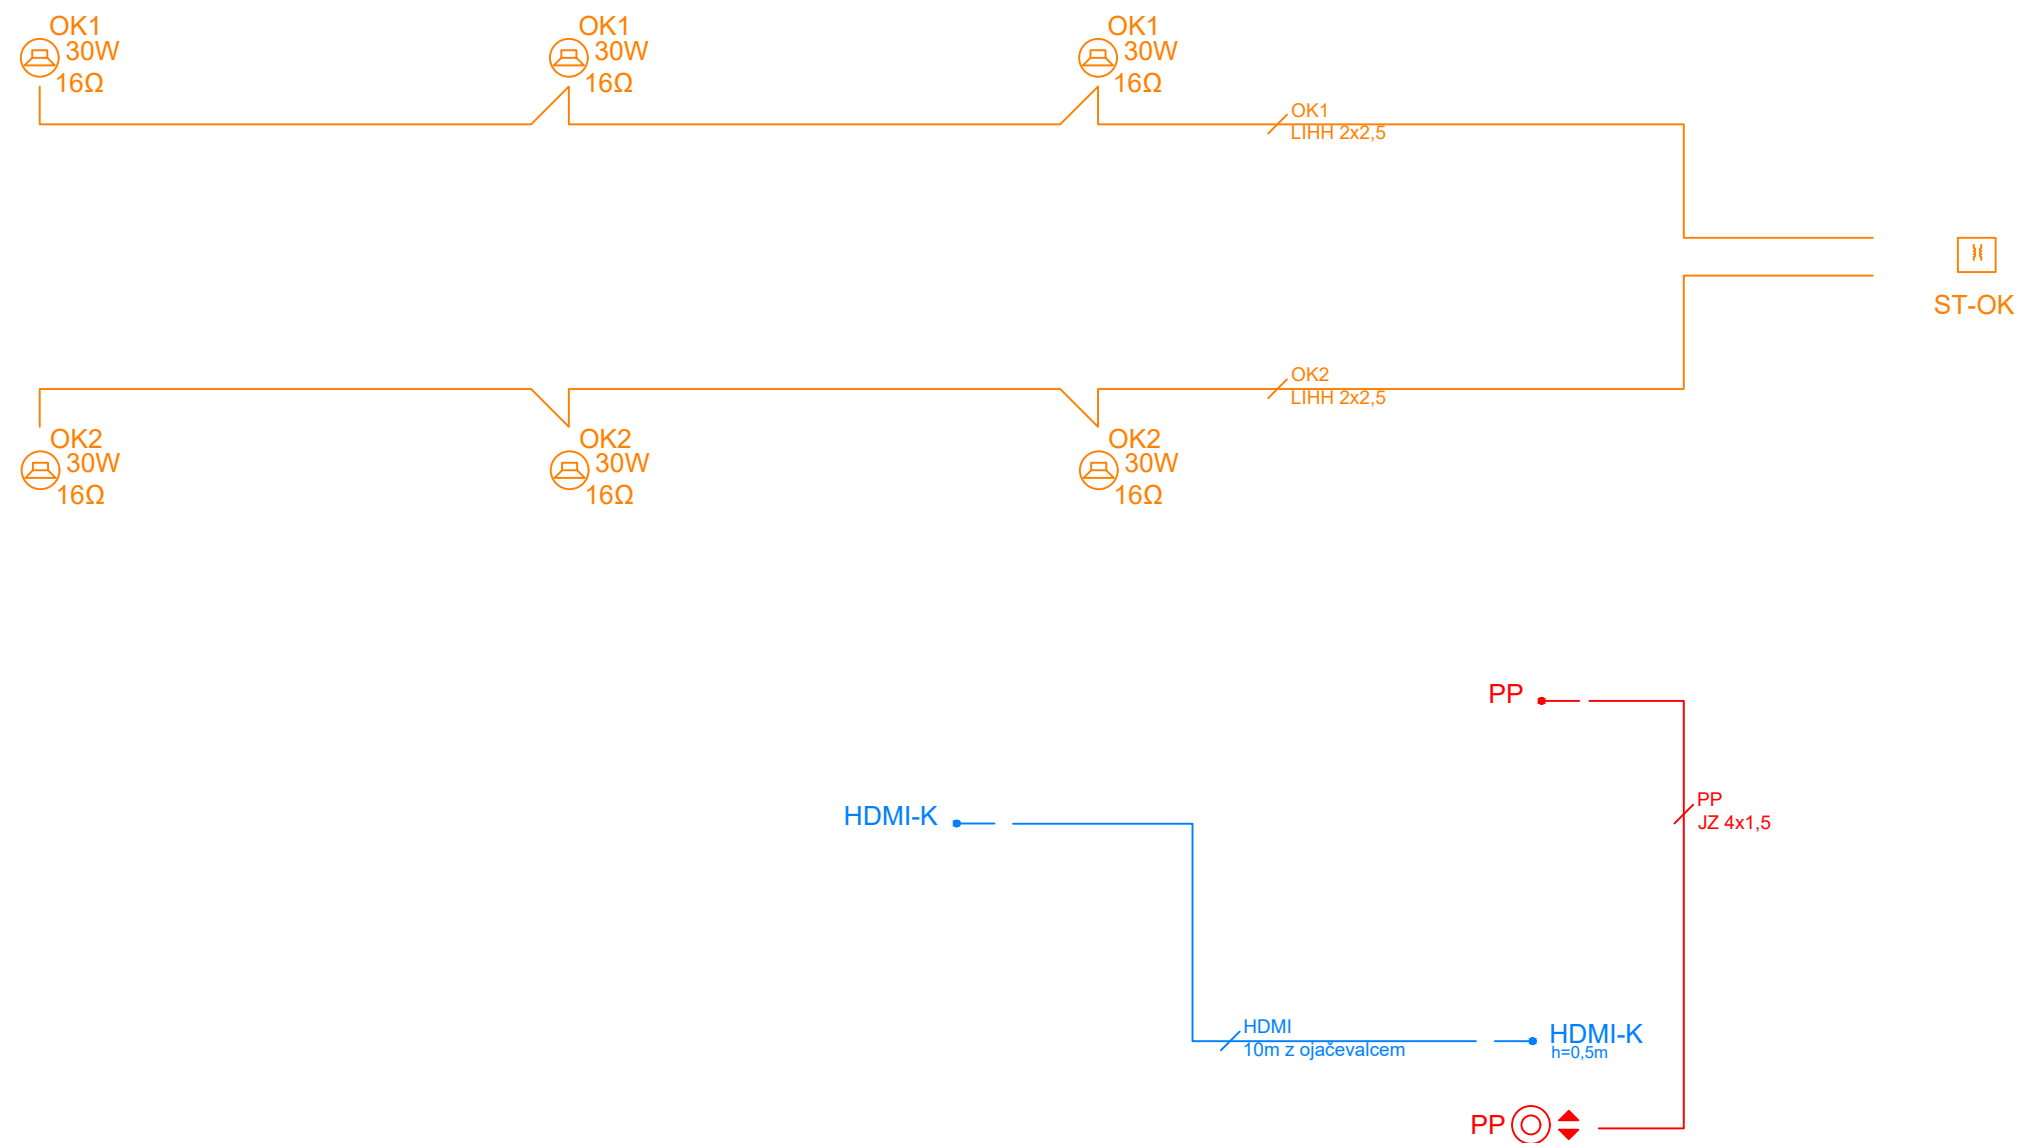 OK1
30W
16Ω
OK1
30W
16Ω
OK1
30W
16Ω
OK1
LIHH 2x2,5
ST-OK
OK2
LIHH 2x2,5
OK2
30W
16Ω
OK2
30W
16Ω
OK2
30W
16Ω
PP
PP
JZ 4x1,5
HDMI-K
HDMI
10m z ojačevalcem
HDMI-K
h=0,5m
PP